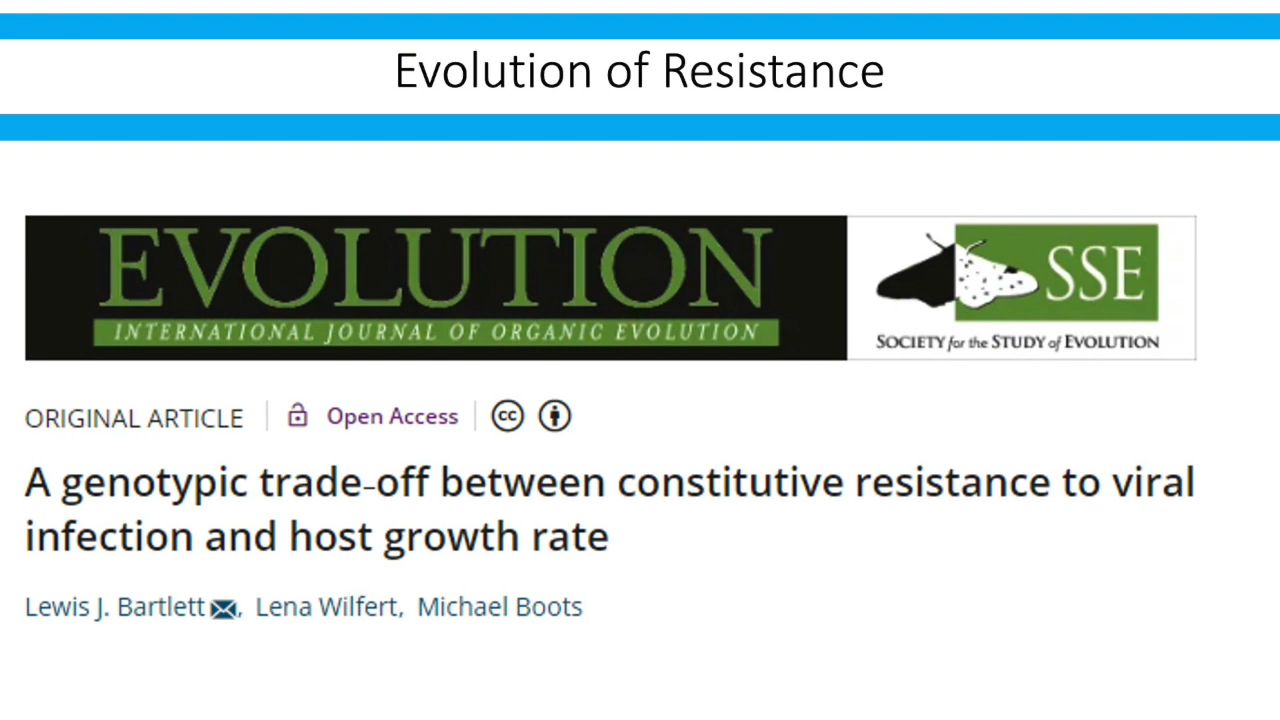 Evolution of Resistance
EVOLUTION
INTERNATIONAL JOURNAL OF ORGANIC EVOLUTION
SSE
SOCIETY for the STUDY of EVOLUTION
ORIGINAL ARTICLE Open Access cc
A genotypic trade-off between constitutive resistance to viral
infection and host growth rate
Lewis J. Bartlett, Lena Wilfert, Michael Boots